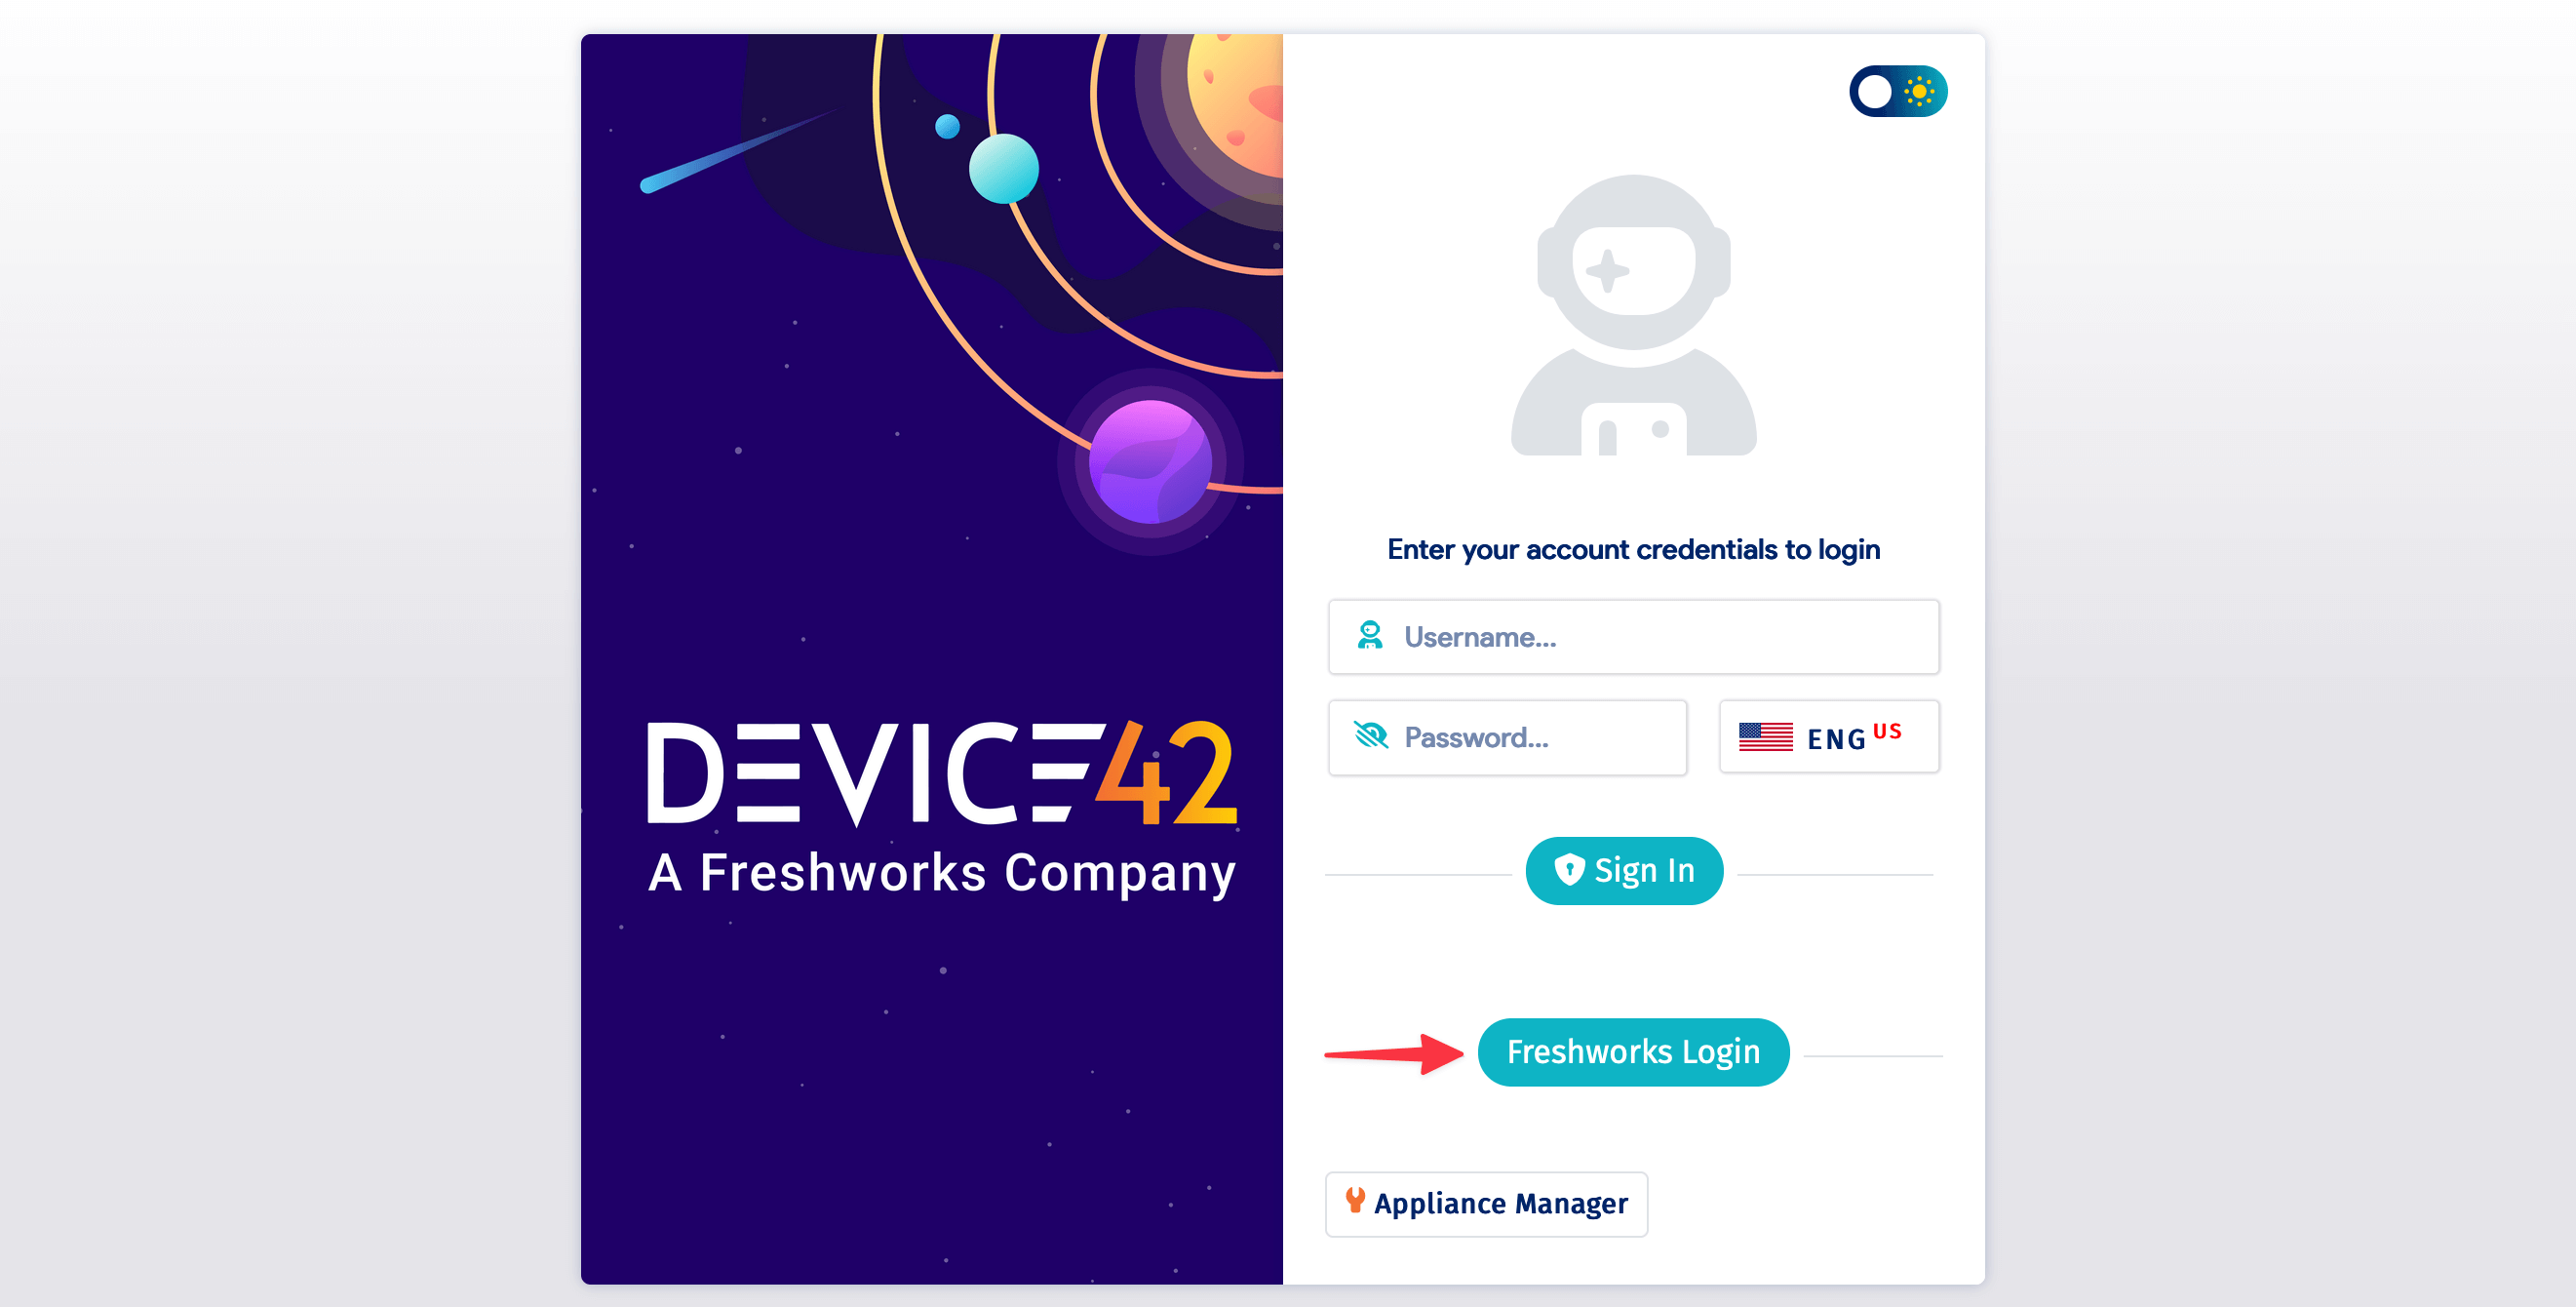 DEVICE42
A Freshworks Company
Enter your account credentials to login
Username...
Password...
ENG US
Sign In
Freshworks Login
Appliance Manager